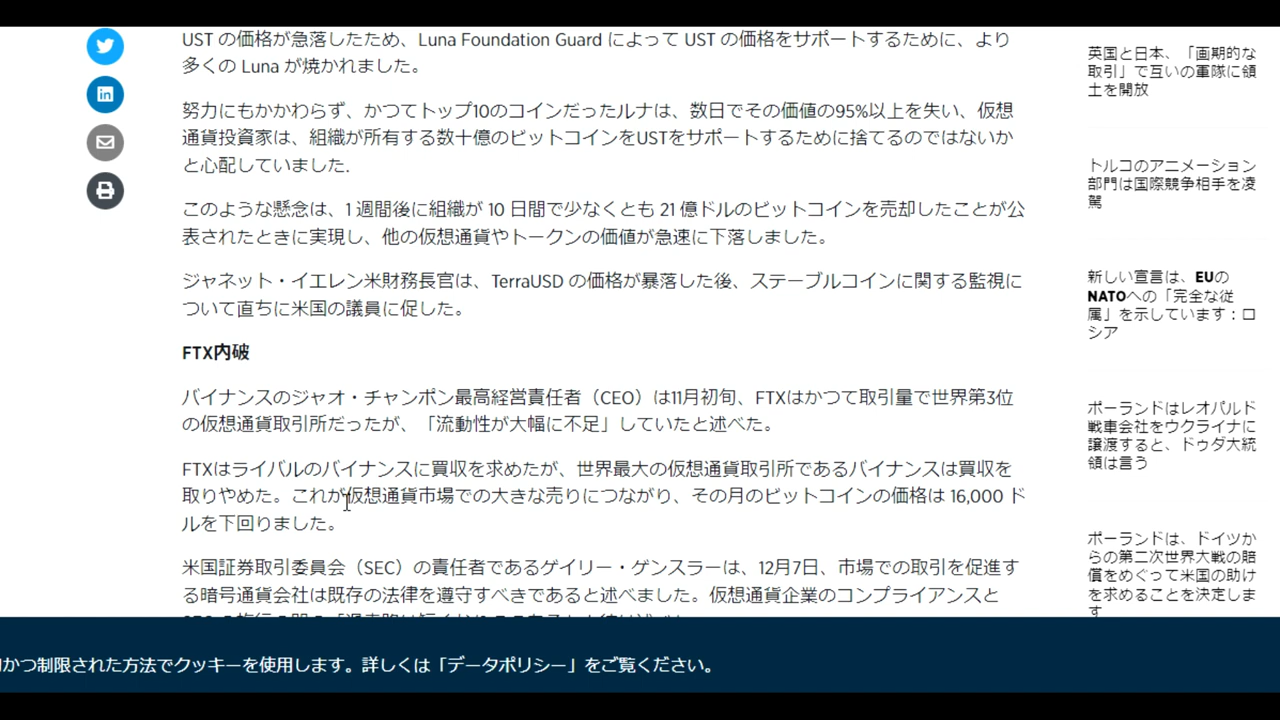 UST の価格が急落したため、Luna Foundation Guard によって UST の価格をサポートするために、より
多くの Luna が焼かれました。
努力にもかかわらず、かつてトップ10のコインだったルナは、数日でその価値の95%以上を失い、仮想
通貨投資家は、組織が所有する数十億のビットコインをUSTをサポートするために捨てるのではないか
と心配していました.
このような懸念は、1 週間後に組織が 10 日間で少なくとも 21 億ドルのビットコインを売却したことが公
表されたときに実現し、他の仮想通貨やトークンの価値が急速に下落しました。
ジャネット・イエレン米財務長官は、TerraUSD の価格が暴落した後、ステーブルコインに関する監視に
ついて直ちに米国の議員に促した。
FTX内破
バイナンスのジャオ・チャンポン最高経営責任者（CEO）は11月初旬、FTXはかつて取引量で世界第3位
の仮想通貨取引所だったが、「流動性が大幅に不足」していたと述べた。
FTXはライバルのバイナンスに買収を求めたが、世界最大の仮想通貨取引所であるバイナンスは買収を
取りやめた。これが仮想通貨市場での大きな売りにつながり、その月のビットコインの価格は 16,000 ド
ルを下回りました。
米国証券取引委員会（SEC）の責任者であるゲイリー・ゲンスラーは、12月7日、市場での取引を促進す
る暗号通貨会社は既存の法律を遵守すべきであると述べました。仮想通貨企業のコンプライアンスと
英国と日本、「画期的な
取引」で互いの軍隊に領
土を開放
トルコのアニメーション
部門は国際競争相手を凌
駕
新しい宣言は、EUの
NATOへの「完全な従
属」を示しています：ロ
シア
ポーランドはレオパルド
戦車会社をウクライナに
譲渡すると、ドゥダ大統
領は言う
ポーランドは、ドイツか
らの第二次世界大戦の賠
償をめぐって米国の助け
を求めることを決定しま
す
かつ制限された方法でクッキーを使用します。詳しくは「データポリシー」をご覧ください。